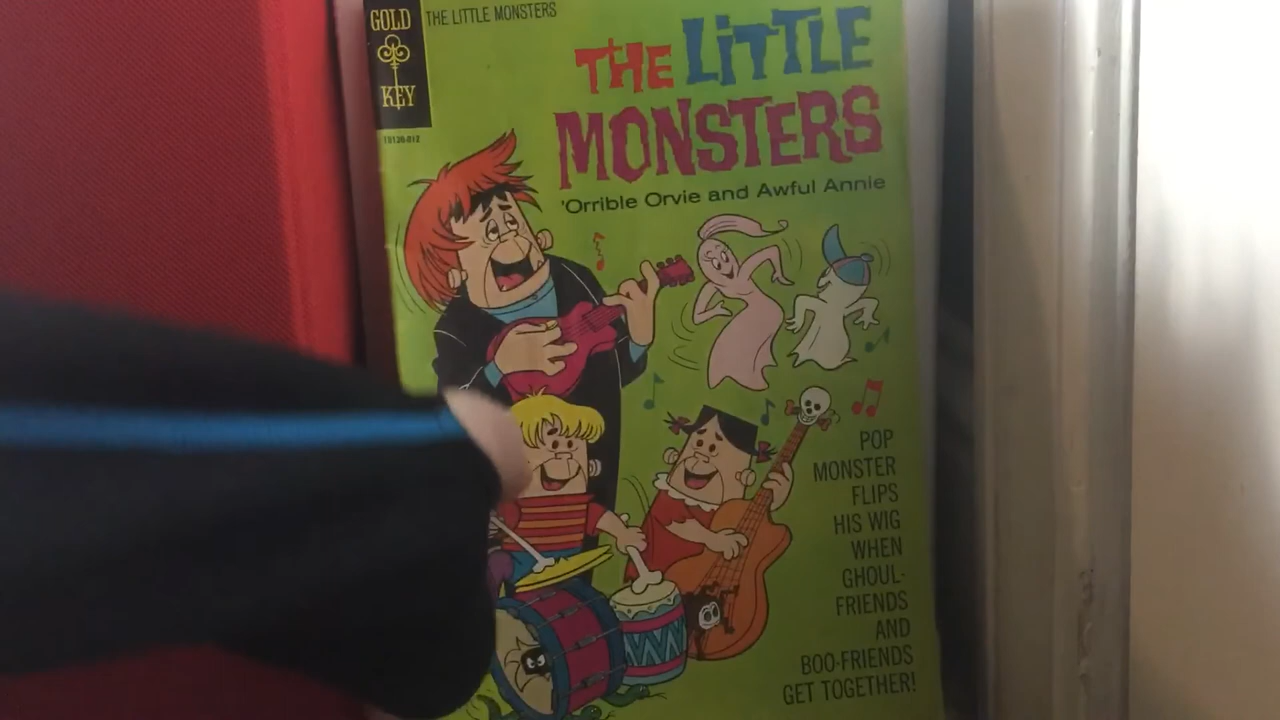 GOLD
KEY
THE LITTLE MONSTERS
THE LiTTLE
MONSTERS
'Orrible Orvie and Awful Annie
POP
MONSTER
FLIPS
HIS WIG
WHEN
GHOUL-
FRIENDS
AND
BOO-FRIENDS
GET TOGETHER!